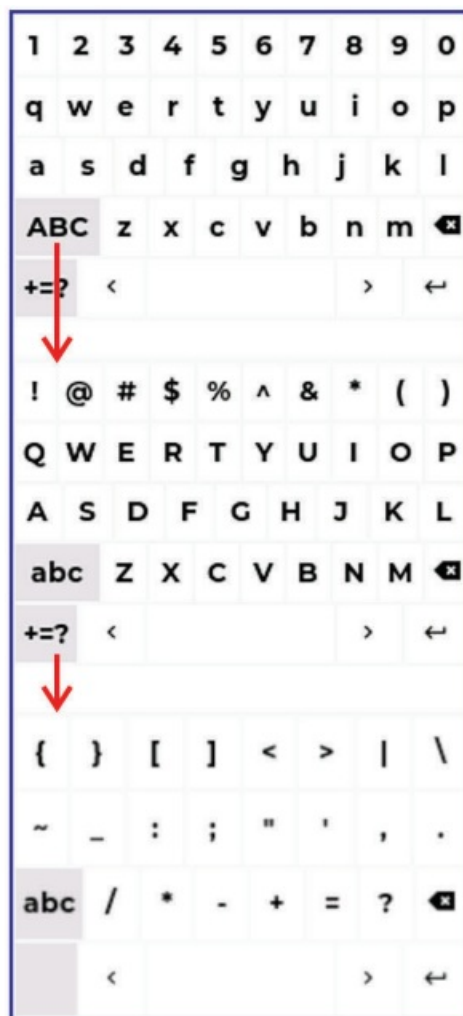 1 2 3 4 5 6 7 8 9 0
q w e r t y u i o p
a s d f g h j k l
ABC z x c v b n m
+=? < > ↵
! @ # $ % ^ & * ( )
Q W E R T Y U I O P
A S D F G H J K L
abc Z X C V B N M
+=? < > ↵
{ } [ ] < > | \
~ _ : ; " ' , .
abc / * - + = ?
< > ↵